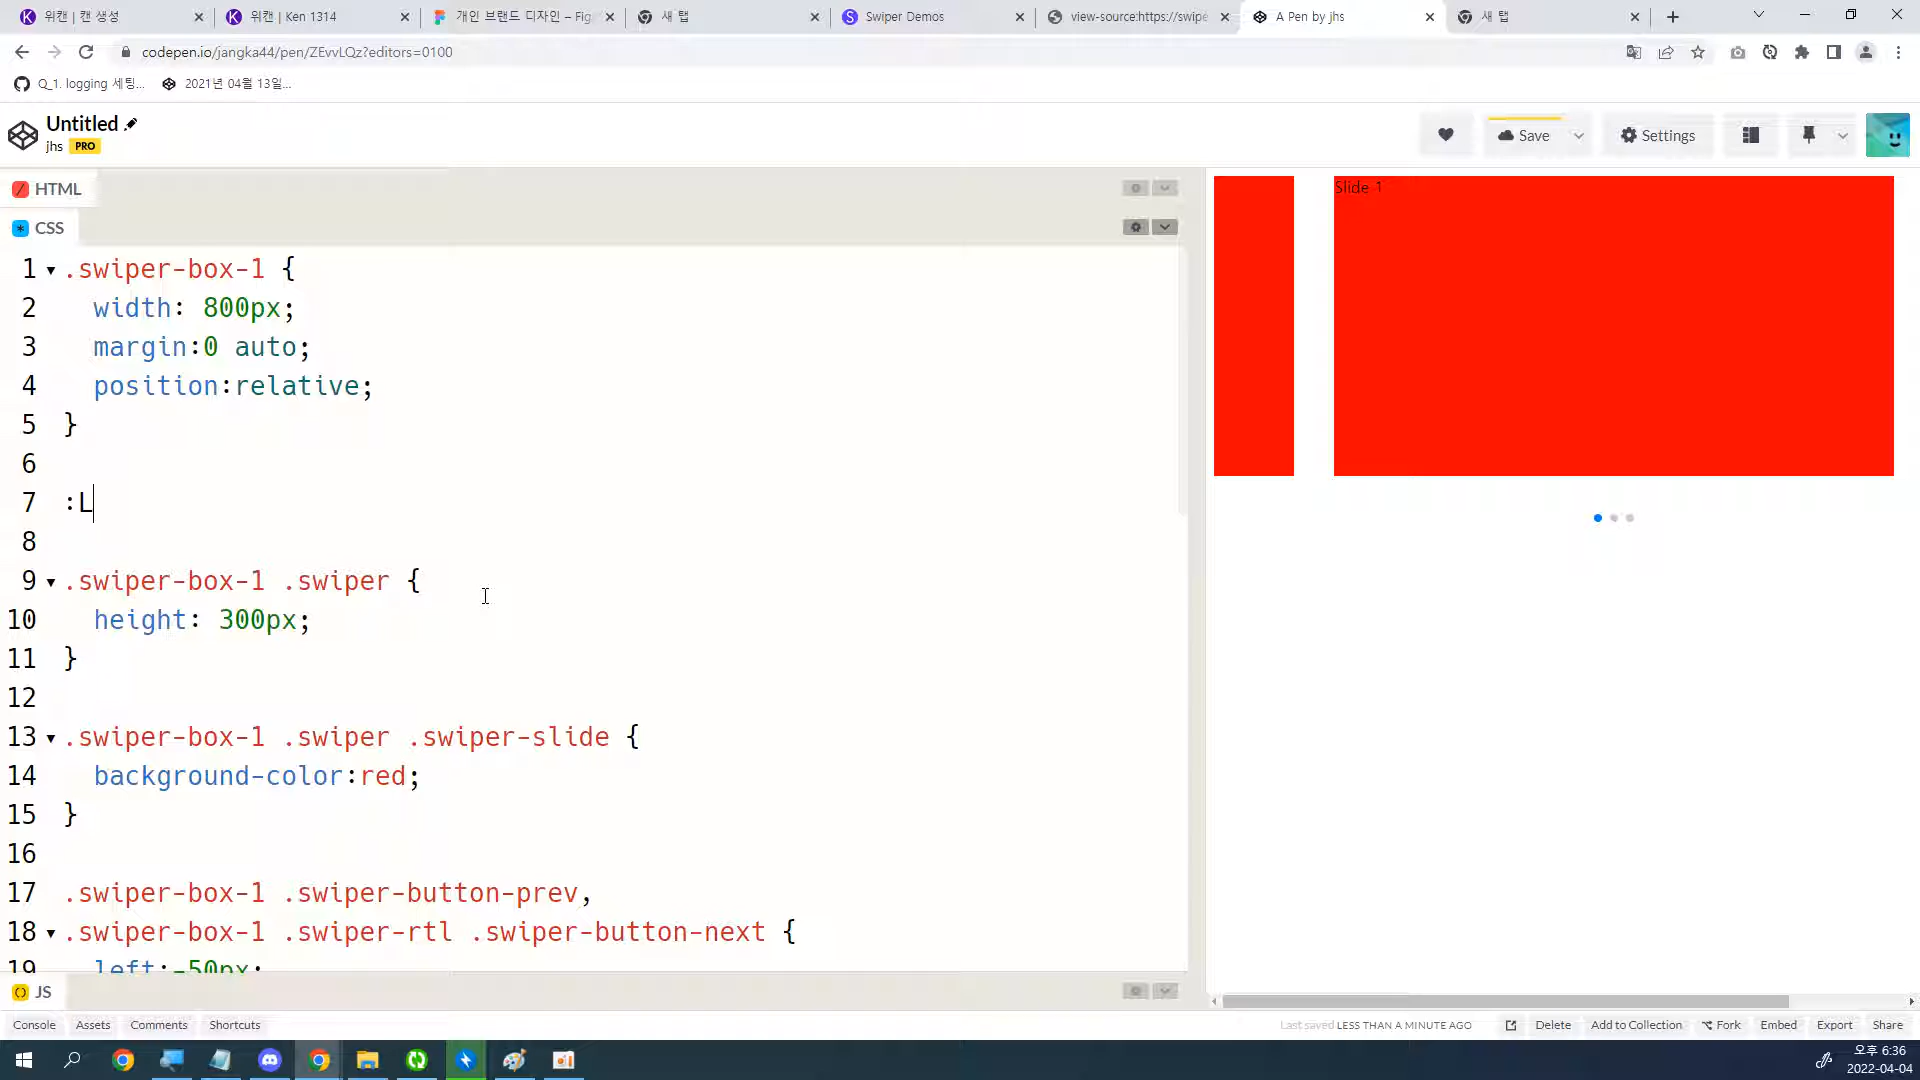 위캔 | 캔 생성
위캔 | Ken 1314
개인 브랜드 디자인 – Fig
새 탭
Swiper Demos
view-source:https://swipe
A Pen by jhs
새 탭
codepen.io/jangka44/pen/ZEvvLQz?editors=0100
Q_1. logging 세팅...
2021년 04월 13일...
Untitled
jhs PRO
Save
Settings
HTML
CSS
1 .swiper-box-1 {
2 width: 800px;
3 margin:0 auto;
4 position:relative;
5 }
6
7 :L
8
9 .swiper-box-1 .swiper {
10 height: 300px;
11 }
12
13 .swiper-box-1 .swiper .swiper-slide {
14 background-color:red;
15 }
16
17 .swiper-box-1 .swiper-button-prev,
18 .swiper-box-1 .swiper-rtl .swiper-button-next {
19 left:-50px;
Slide 1
JS
Console Assets Comments Shortcuts
Last saved LESS THAN A MINUTE AGO
Delete Add to Collection Fork Embed Export Share
오후 6:36
2022-04-04